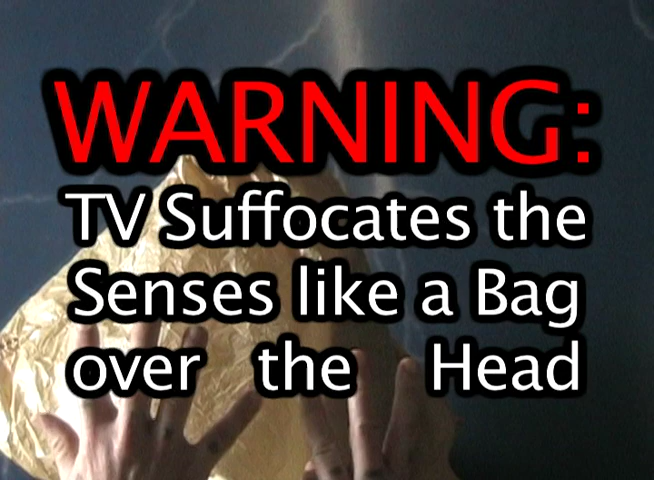 WARNING:
TV Suffocates the
Senses like a Bag
over the Head